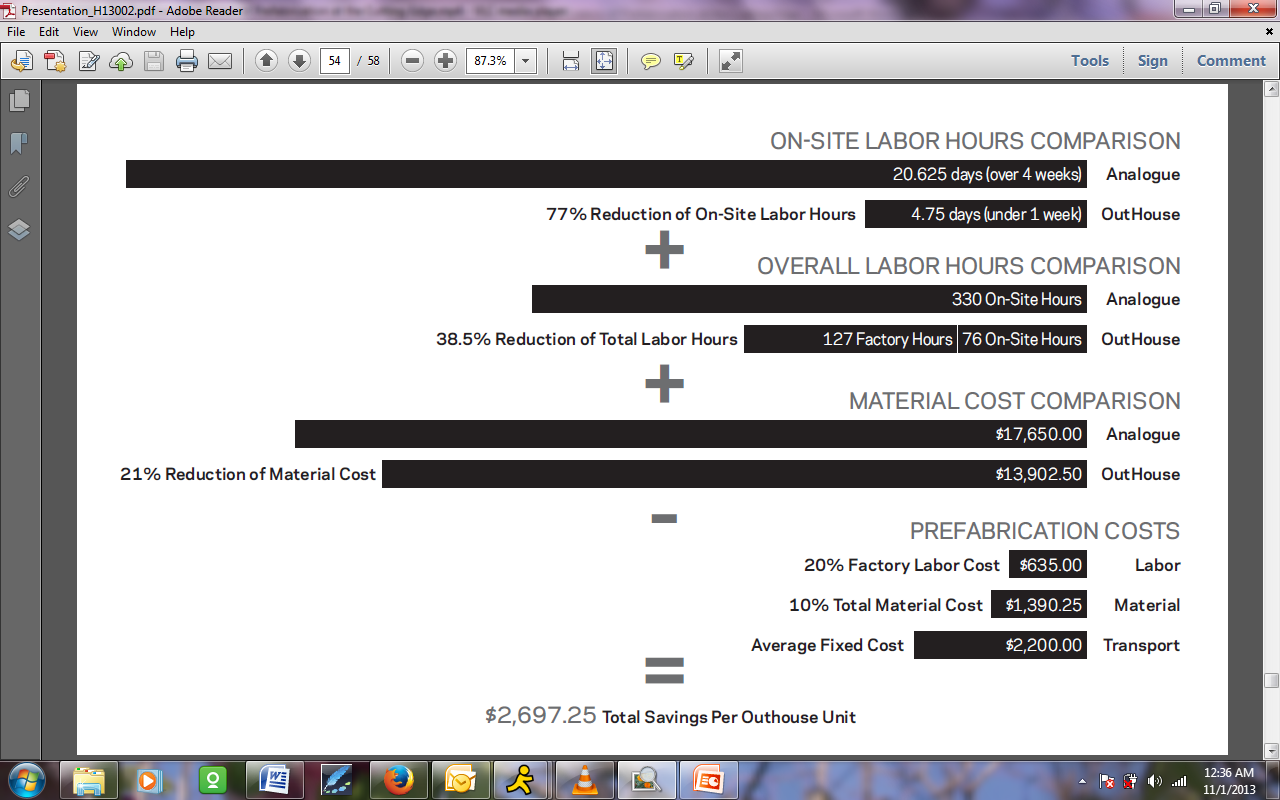 Presentation_H13002.pdf - Adobe Reader
File Edit View Window Help
54 / 58 87.3% Tools Sign Comment
ON-SITE LABOR HOURS COMPARISON
20.625 days (over 4 weeks) Analogue
77% Reduction of On-Site Labor Hours 4.75 days (under 1 week) OutHouse
+
OVERALL LABOR HOURS COMPARISON
330 On-Site Hours Analogue
38.5% Reduction of Total Labor Hours 127 Factory Hours 76 On-Site Hours OutHouse
+
MATERIAL COST COMPARISON
$17,650.00 Analogue
21% Reduction of Material Cost $13,902.50 OutHouse
-
PREFABRICATION COSTS
20% Factory Labor Cost $635.00 Labor
10% Total Material Cost $1,390.25 Material
Average Fixed Cost $2,200.00 Transport
=
$2,697.25 Total Savings Per Outhouse Unit
12:36 AM
11/1/2013